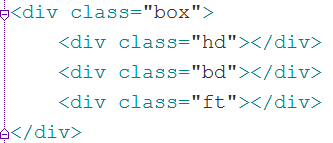 <div class="box">
    <div class="hd"></div>
    <div class="bd"></div>
    <div class="ft"></div>
</div>